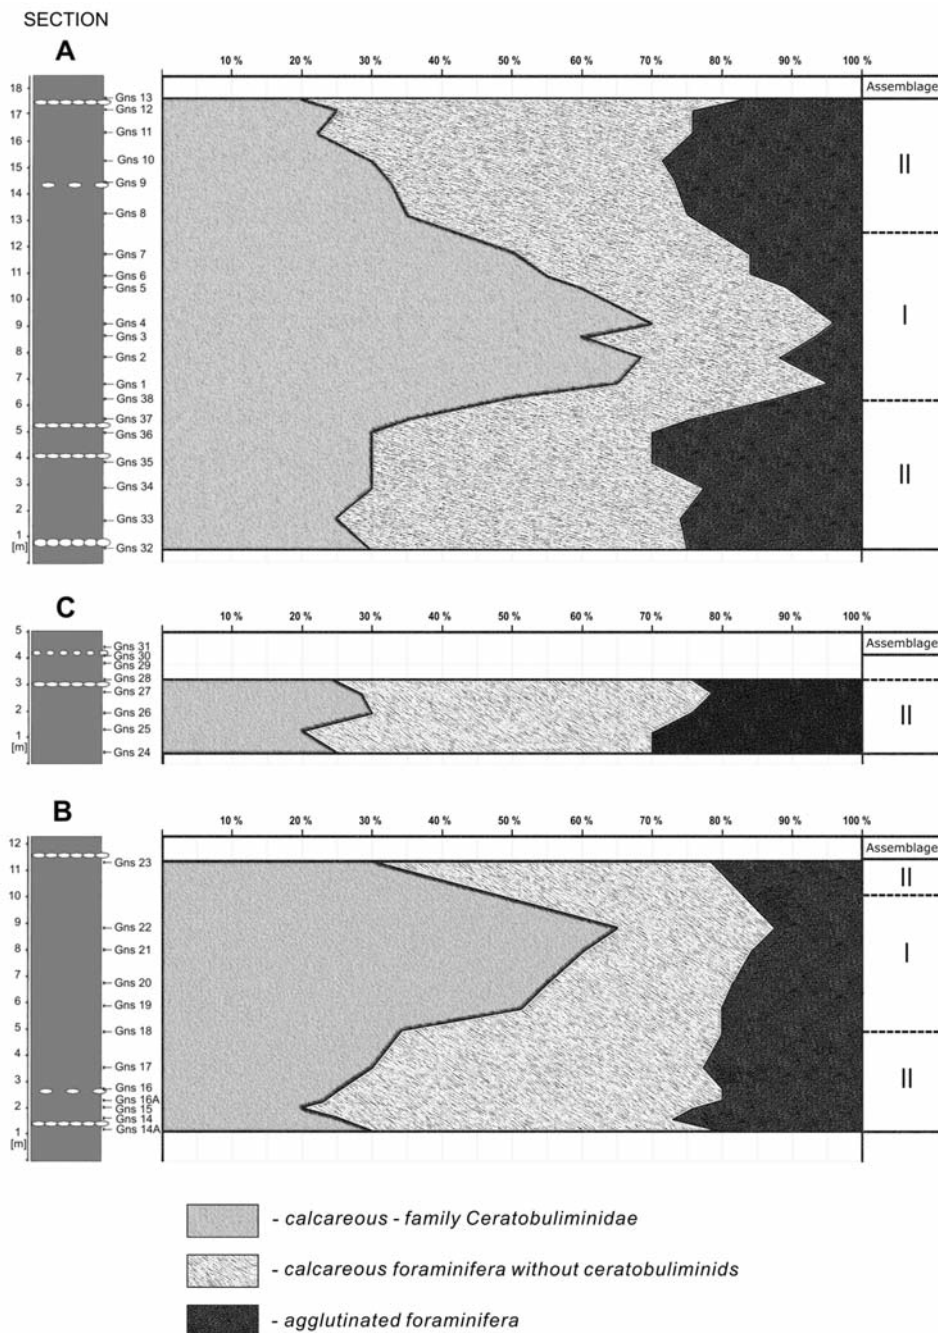 SECTION
A
10 % 20 % 30 % 40 % 50 % 60 % 70 % 80 % 90 % 100 %
Assemblage
18
Gns 13
17
Gns 12
Gns 11
16
Gns 10
15
Gns 9
14
Gns 8
13
12
Gns 7
11
Gns 6
Gns 5
10
Gns 4
9
Gns 3
8
Gns 2
7
Gns 1
Gns 38
6
Gns 37
5
Gns 36
4
Gns 35
3
Gns 34
2
Gns 33
1
[m]
Gns 32
II
I
II
C
10 % 20 % 30 % 40 % 50 % 60 % 70 % 80 % 90 % 100 %
Assemblage
5
Gns 31
4
Gns 30
Gns 29
3
Gns 28
Gns 27
2
Gns 26
Gns 25
1
[m]
Gns 24
II
B
10 % 20 % 30 % 40 % 50 % 60 % 70 % 80 % 90 % 100 %
Assemblage
12
Gns 23
11
10
9
Gns 22
8
Gns 21
7
Gns 20
6
Gns 19
5
Gns 18
4
Gns 17
3
Gns 16
Gns 16A
2
Gns 15
Gns 14
1
Gns 14A
[m]
II
I
II
- calcareous - family Ceratobuliminidae
- calcareous foraminifera without ceratobuliminids
- agglutinated foraminifera